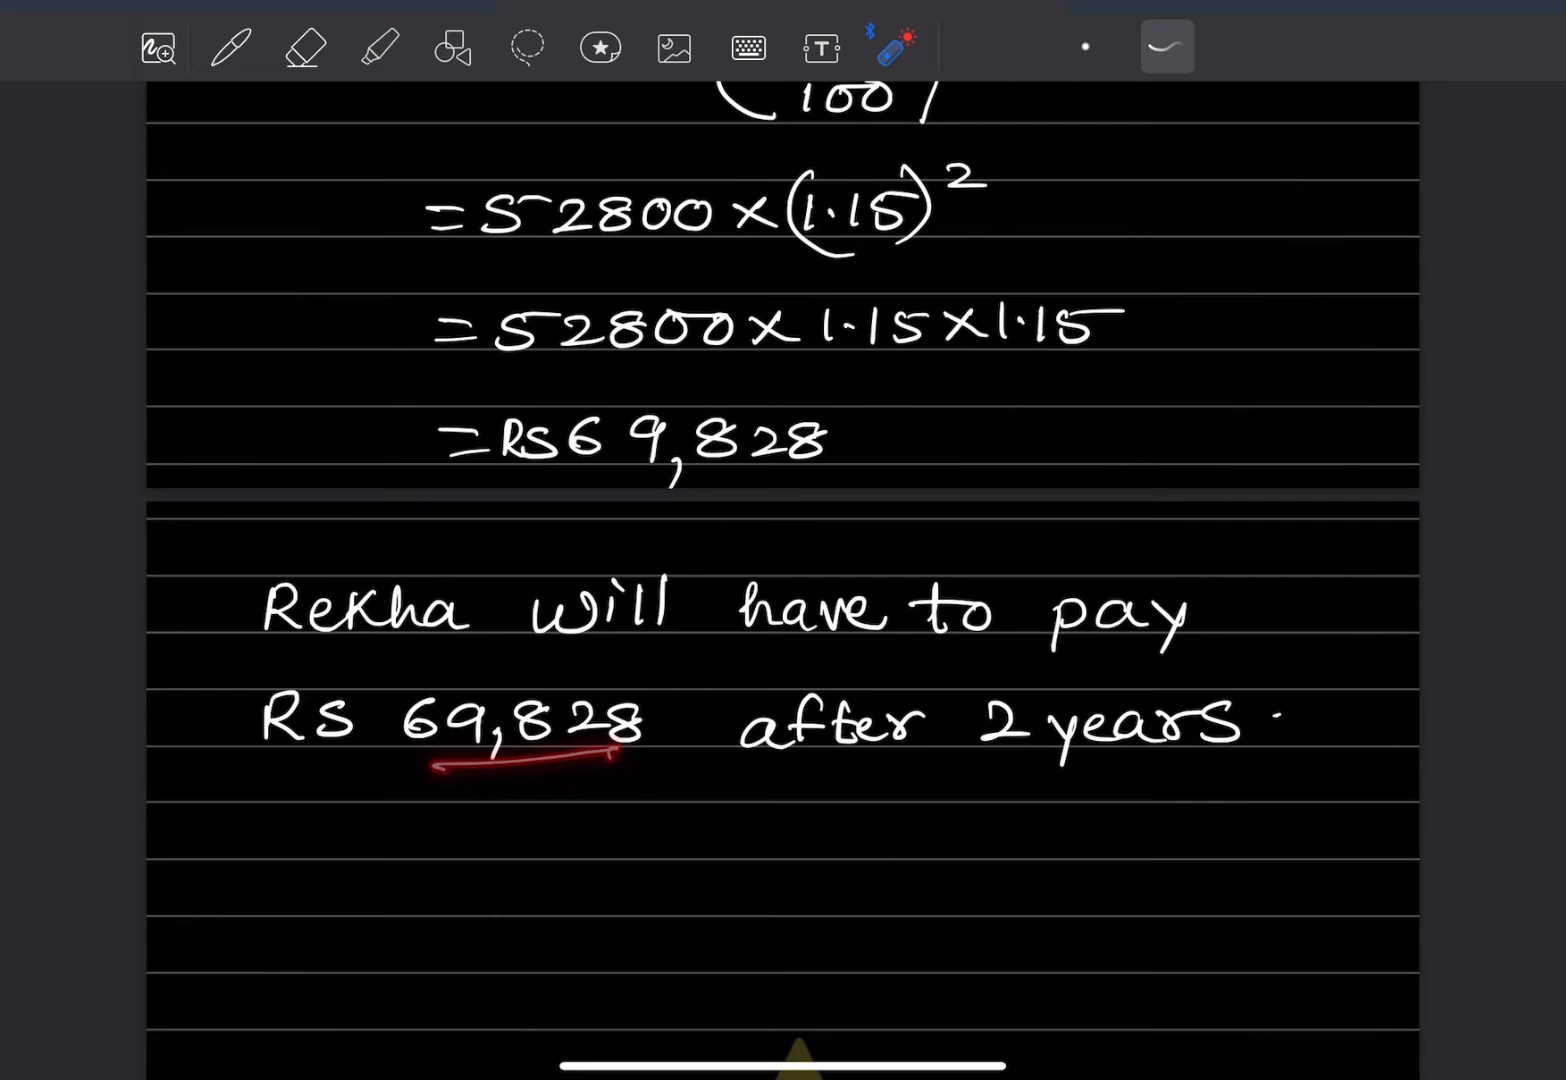 ( 100 )
= 52800 × (1.15)²
= 52800 × 1.15 × 1.15
= RS 69,828
Rekha will have to pay
RS 69,828 after 2 years.